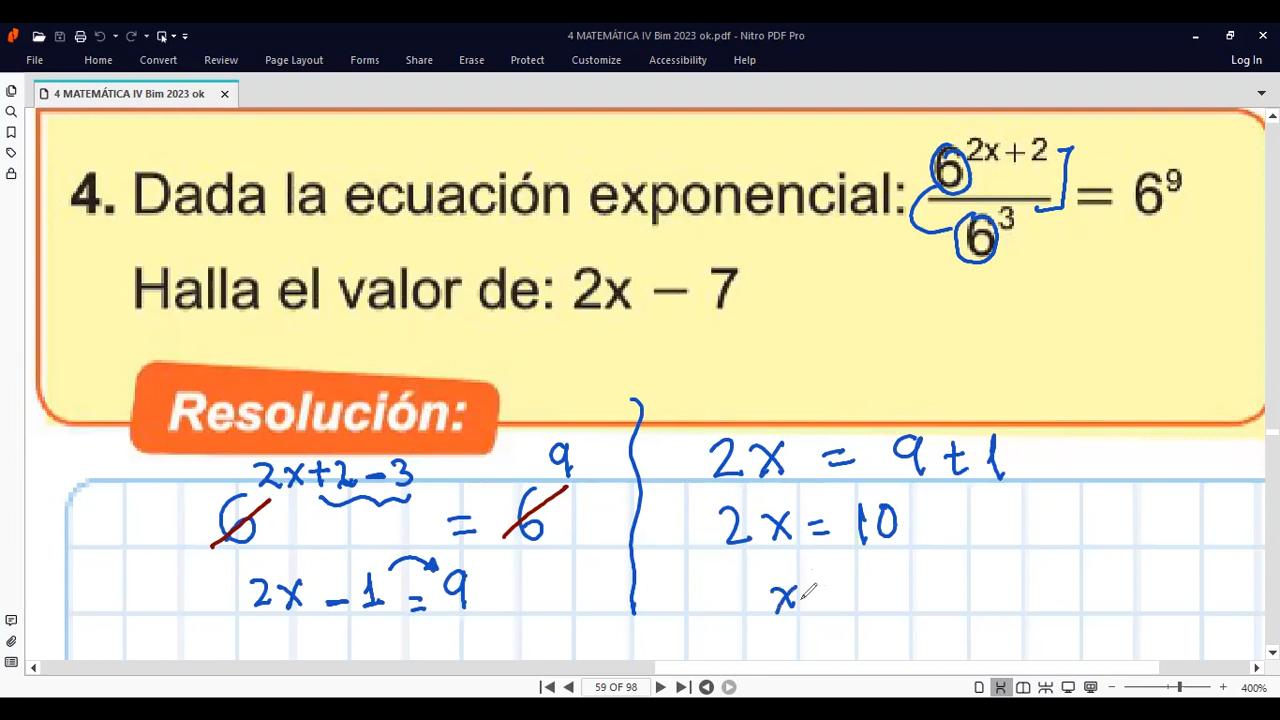 4 MATEMÁTICA IV Bim 2023 ok.pdf - Nitro PDF Pro
File Home Convert Review Page Layout Forms Share Erase Protect Customize Accessibility Help Log In
4 MATEMÁTICA IV Bim 2023 ok
4. Dada la ecuación exponencial: 6^(2x + 2) / 6^3 = 6^9
Halla el valor de: 2x − 7
Resolución:
6^(2x+2−3) = 6^9
2x − 1 = 9
2x = 9 + 1
2x = 10
x
59 OF 98
400%